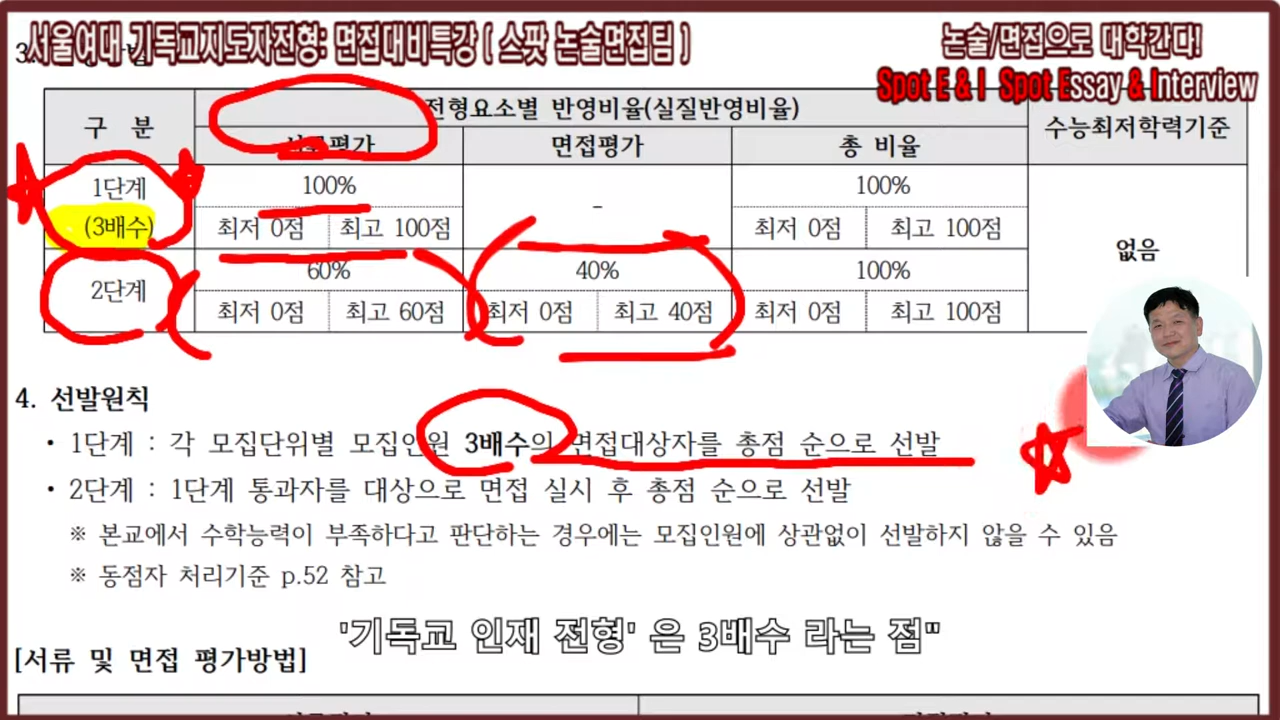 서울여대 기독교지도자전형: 면접대비특강 ( 스팟 논술면접팀 )
논술/면접으로 대학간다!
Spot E & I Spot Essay & Interview
구 분
전형요소별 반영비율(실질반영비율)
수능최저학력기준
평가
면접평가
총 비율
1단계
(3배수)
100%
-
100%
최저 0점
최고 100점
최저 0점
최고 100점
없음
2단계
60%
40%
100%
최저 0점
최고 60점
최저 0점
최고 40점
최저 0점
최고 100점
4. 선발원칙
• 1단계 : 각 모집단위별 모집인원 3배수의 면접대상자를 총점 순으로 선발
• 2단계 : 1단계 통과자를 대상으로 면접 실시 후 총점 순으로 선발
※ 본교에서 수학능력이 부족하다고 판단하는 경우에는 모집인원에 상관없이 선발하지 않을 수 있음
※ 동점자 처리기준 p.52 참고
'기독교 인재 전형' 은 3배수 라는 점"
[서류 및 면접 평가방법]